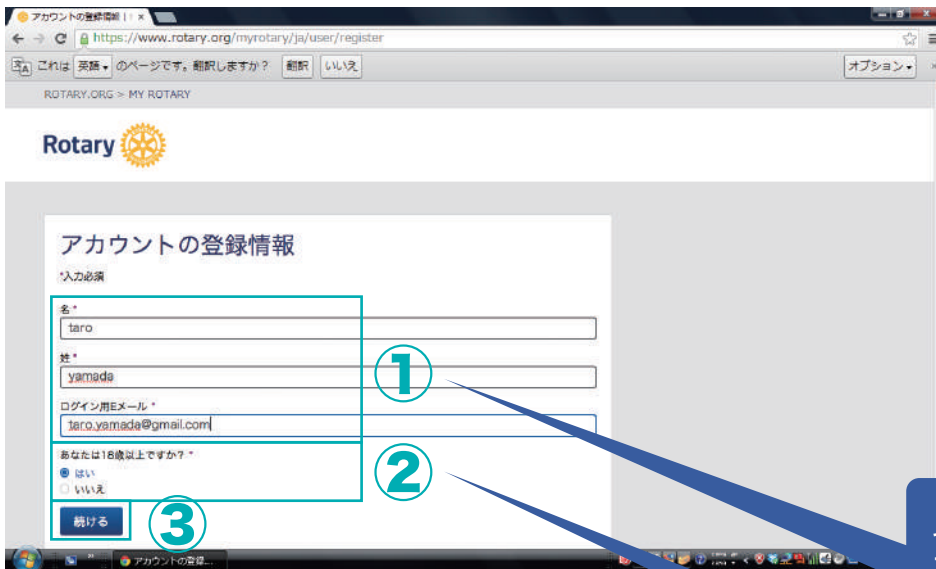 アカウントの登録情報 |
https://www.rotary.org/myrotary/ja/user/register
これは 英語 のページです。翻訳しますか? 翻訳 いいえ オプション
ROTARY.ORG > MY ROTARY
Rotary
アカウントの登録情報
*入力必須
名 *
taro
姓 *
yamada
①
ログイン用Eメール *
taro.yamada@gmail.com
あなたは18歳以上ですか? *
はい
いいえ
②
続ける
③
アカウントの登録...